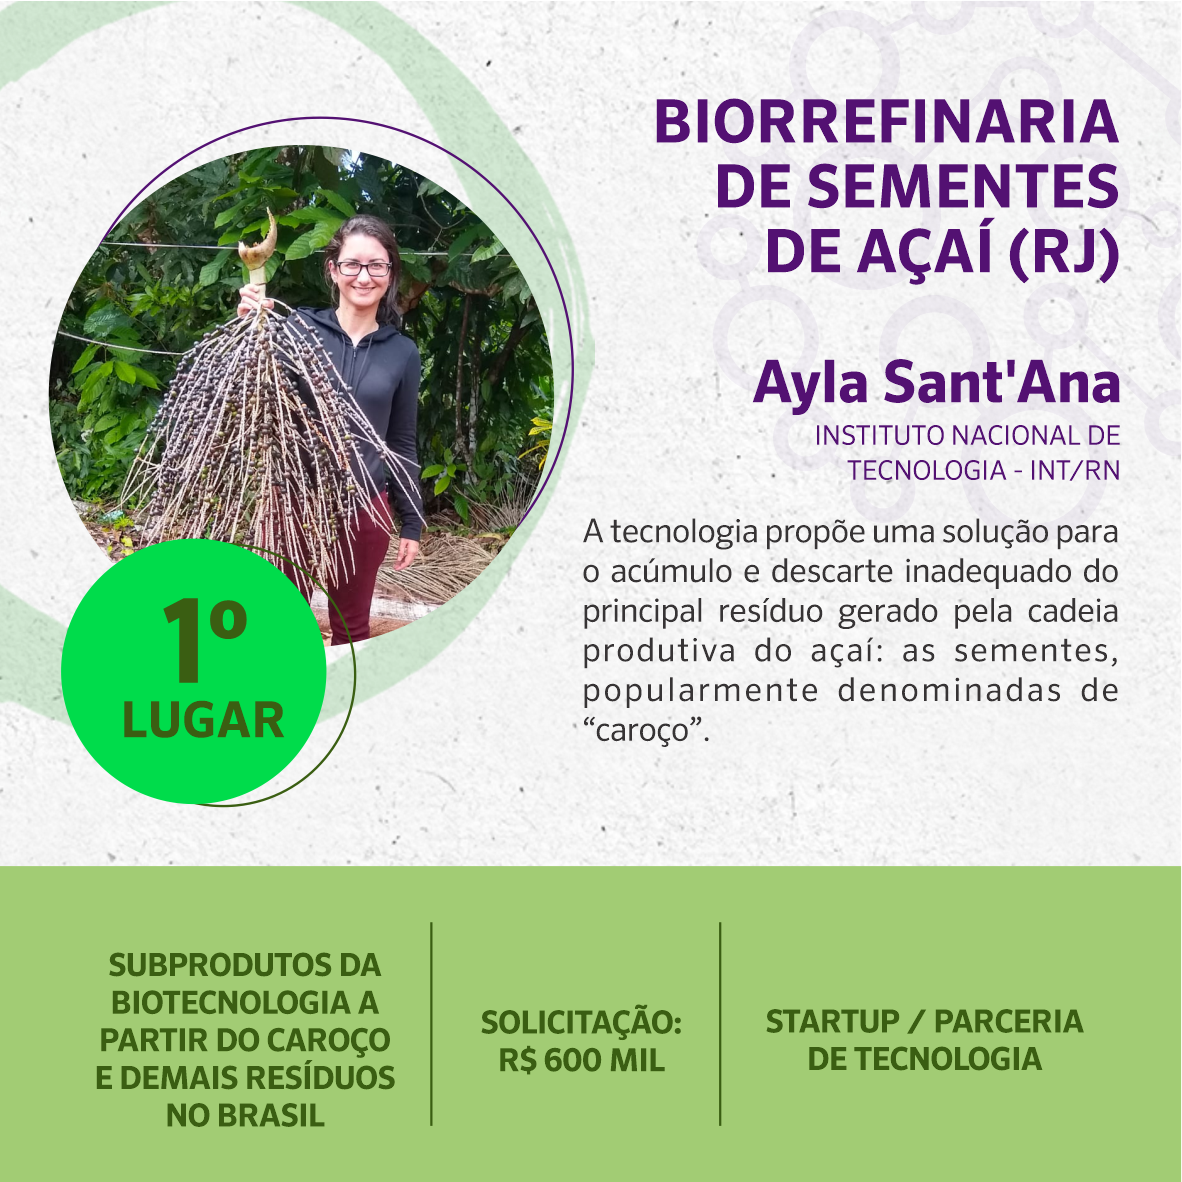 BIORREFINARIA
DE SEMENTES
DE AÇAÍ (RJ)
Ayla Sant'Ana
INSTITUTO NACIONAL DE
TECNOLOGIA - INT/RN
A tecnologia propõe uma solução para
o acúmulo e descarte inadequado do
principal resíduo gerado pela cadeia
produtiva do açaí: as sementes,
popularmente denominadas de
“caroço”.
1º
LUGAR
SUBPRODUTOS DA
BIOTECNOLOGIA A
PARTIR DO CAROÇO
E DEMAIS RESÍDUOS
NO BRASIL
SOLICITAÇÃO:
R$ 600 MIL
STARTUP / PARCERIA
DE TECNOLOGIA